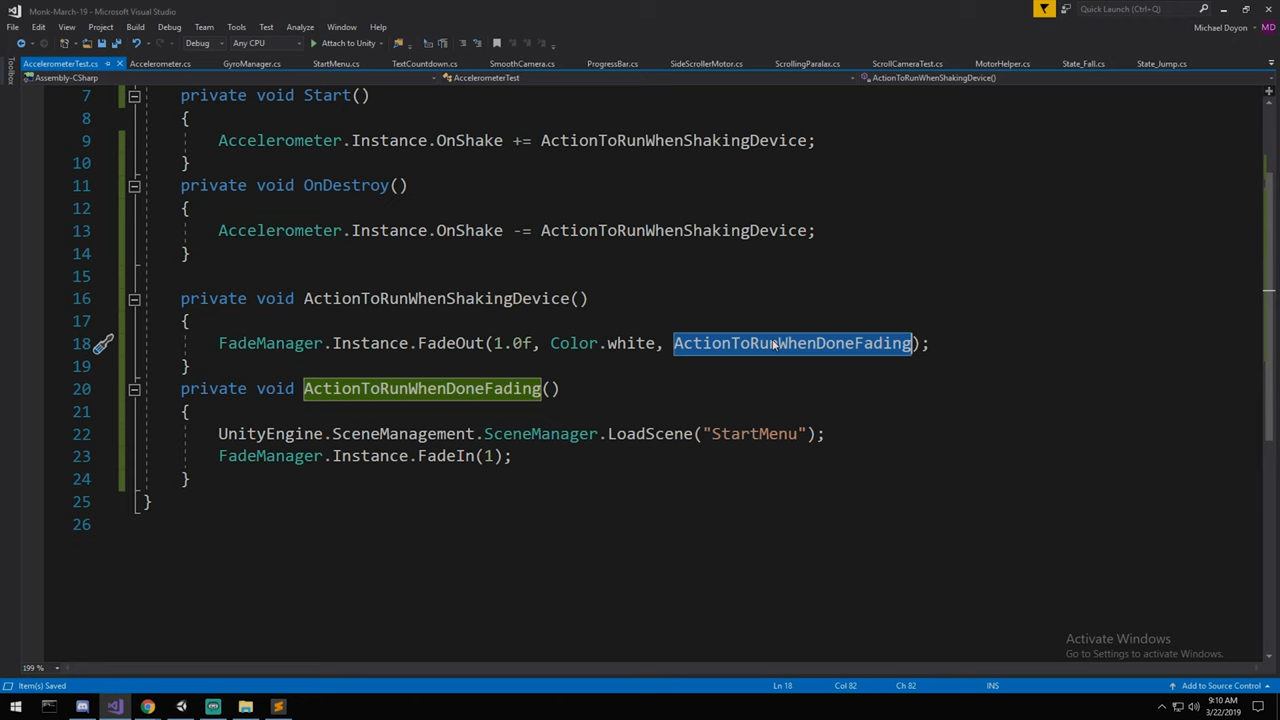 Monk-March-19 - Microsoft Visual Studio
Quick Launch (Ctrl+Q)
File Edit View Project Build Debug Team Tools Test Analyze Window Help
Michael Doyon MD
Debug Any CPU Attach to Unity
Toolbox
AccelerometerTest.cs Accelerometer.cs GyroManager.cs StartMenu.cs TextCountdown.cs SmoothCamera.cs ProgressBar.cs SideScrollerMotor.cs ScrollingParalax.cs ScrollCameraTest.cs MotorHelper.cs State_Fall.cs State_Jump.cs
Assembly-CSharp AccelerometerTest ActionToRunWhenShakingDevice()
7 private void Start()
8 {
9 Accelerometer.Instance.OnShake += ActionToRunWhenShakingDevice;
10 }
11 private void OnDestroy()
12 {
13 Accelerometer.Instance.OnShake -= ActionToRunWhenShakingDevice;
14 }
15
16 private void ActionToRunWhenShakingDevice()
17 {
18 FadeManager.Instance.FadeOut(1.0f, Color.white, ActionToRunWhenDoneFading);
19 }
20 private void ActionToRunWhenDoneFading()
21 {
22 UnityEngine.SceneManagement.SceneManager.LoadScene("StartMenu");
23 FadeManager.Instance.FadeIn(1);
24 }
25 }
26
Activate Windows
Go to Settings to activate Windows.
199 %
Item(s) Saved Ln 18 Col 82 Ch 82 INS Add to Source Control
9:10 AM
3/22/2019